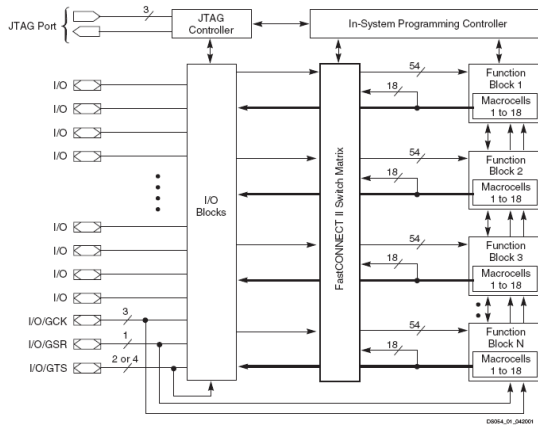 JTAG Port
3
JTAG
Controller
In-System Programming Controller
I/O
I/O
I/O
I/O
I/O
I/O
I/O
I/O
I/O/GCK
3
I/O/GSR
1
I/O/GTS
2 or 4
I/O
Blocks
FastCONNECT II Switch Matrix
54
18
Function
Block 1
Macrocells
1 to 18
54
18
Function
Block 2
Macrocells
1 to 18
54
18
Function
Block 3
Macrocells
1 to 18
54
18
Function
Block N
Macrocells
1 to 18
DS054_01_042001